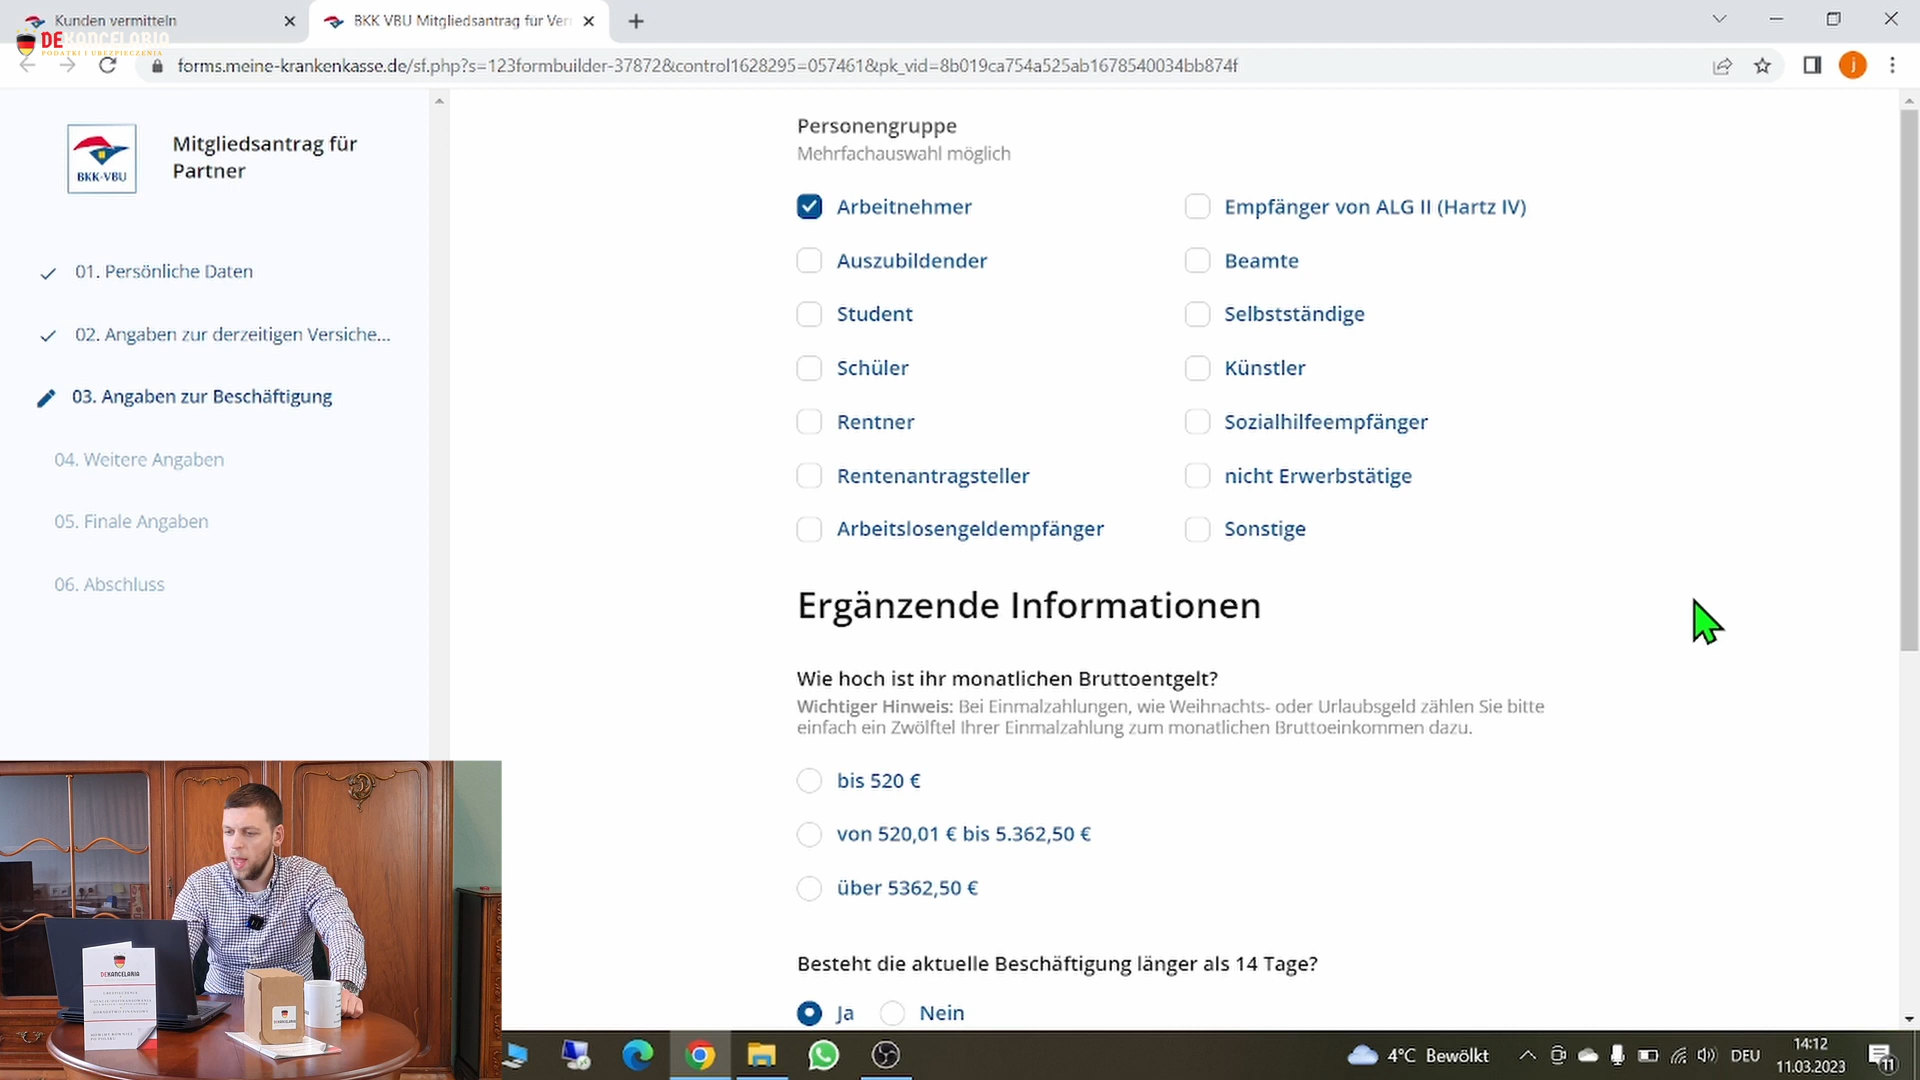 Kunden vermitteln
BKK VBU Mitgliedsantrag für Ver
DEKANCELARIA
PODATKI I UBEZPIECZENIA
forms.meine-krankenkasse.de/sf.php?s=123formbuilder-37872&control1628295=057461&pk_vid=8b019ca754a525ab1678540034bb874f
j
BKK-VBU
Mitgliedsantrag für
Partner
01. Persönliche Daten
02. Angaben zur derzeitigen Versiche...
03. Angaben zur Beschäftigung
04. Weitere Angaben
05. Finale Angaben
06. Abschluss
Personengruppe
Mehrfachauswahl möglich
Arbeitnehmer
Auszubildender
Student
Schüler
Rentner
Rentenantragsteller
Arbeitslosengeldempfänger
Empfänger von ALG II (Hartz IV)
Beamte
Selbstständige
Künstler
Sozialhilfeempfänger
nicht Erwerbstätige
Sonstige
Ergänzende Informationen
Wie hoch ist ihr monatlichen Bruttoentgelt?
Wichtiger Hinweis: Bei Einmalzahlungen, wie Weihnachts- oder Urlaubsgeld zählen Sie bitte
einfach ein Zwölftel Ihrer Einmalzahlung zum monatlichen Bruttoeinkommen dazu.
bis 520 €
von 520,01 € bis 5.362,50 €
über 5362,50 €
Besteht die aktuelle Beschäftigung länger als 14 Tage?
Ja
Nein
DEKANCELARIA
4°C Bewölkt
DEU
14:12
11.03.2023
11